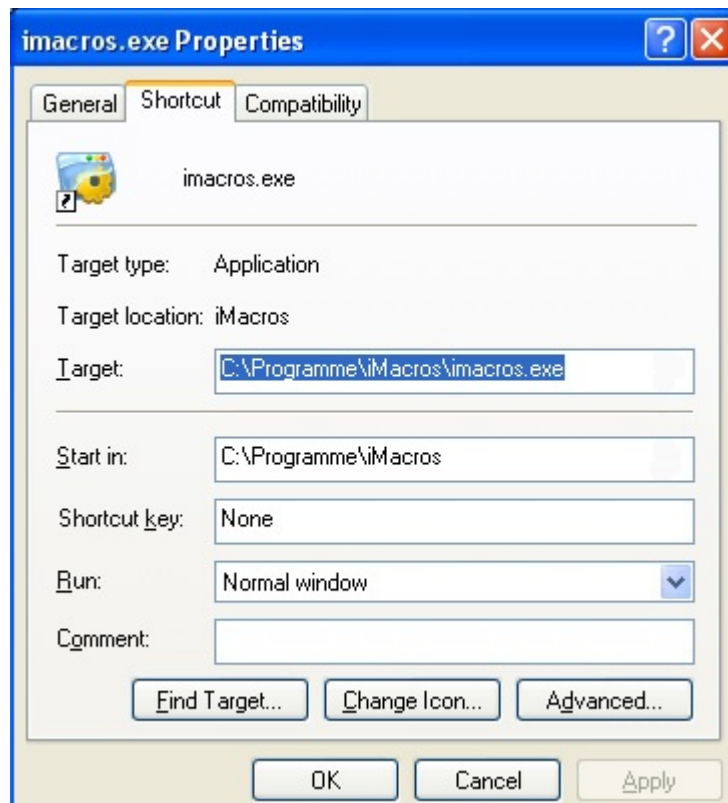 imacros.exe Properties
General Shortcut Compatibility
imacros.exe
Target type: Application
Target location: iMacros
Target: C:\Programme\iMacros\imacros.exe
Start in: C:\Programme\iMacros
Shortcut key: None
Run: Normal window
Comment:
Find Target... Change Icon... Advanced...
OK Cancel Apply